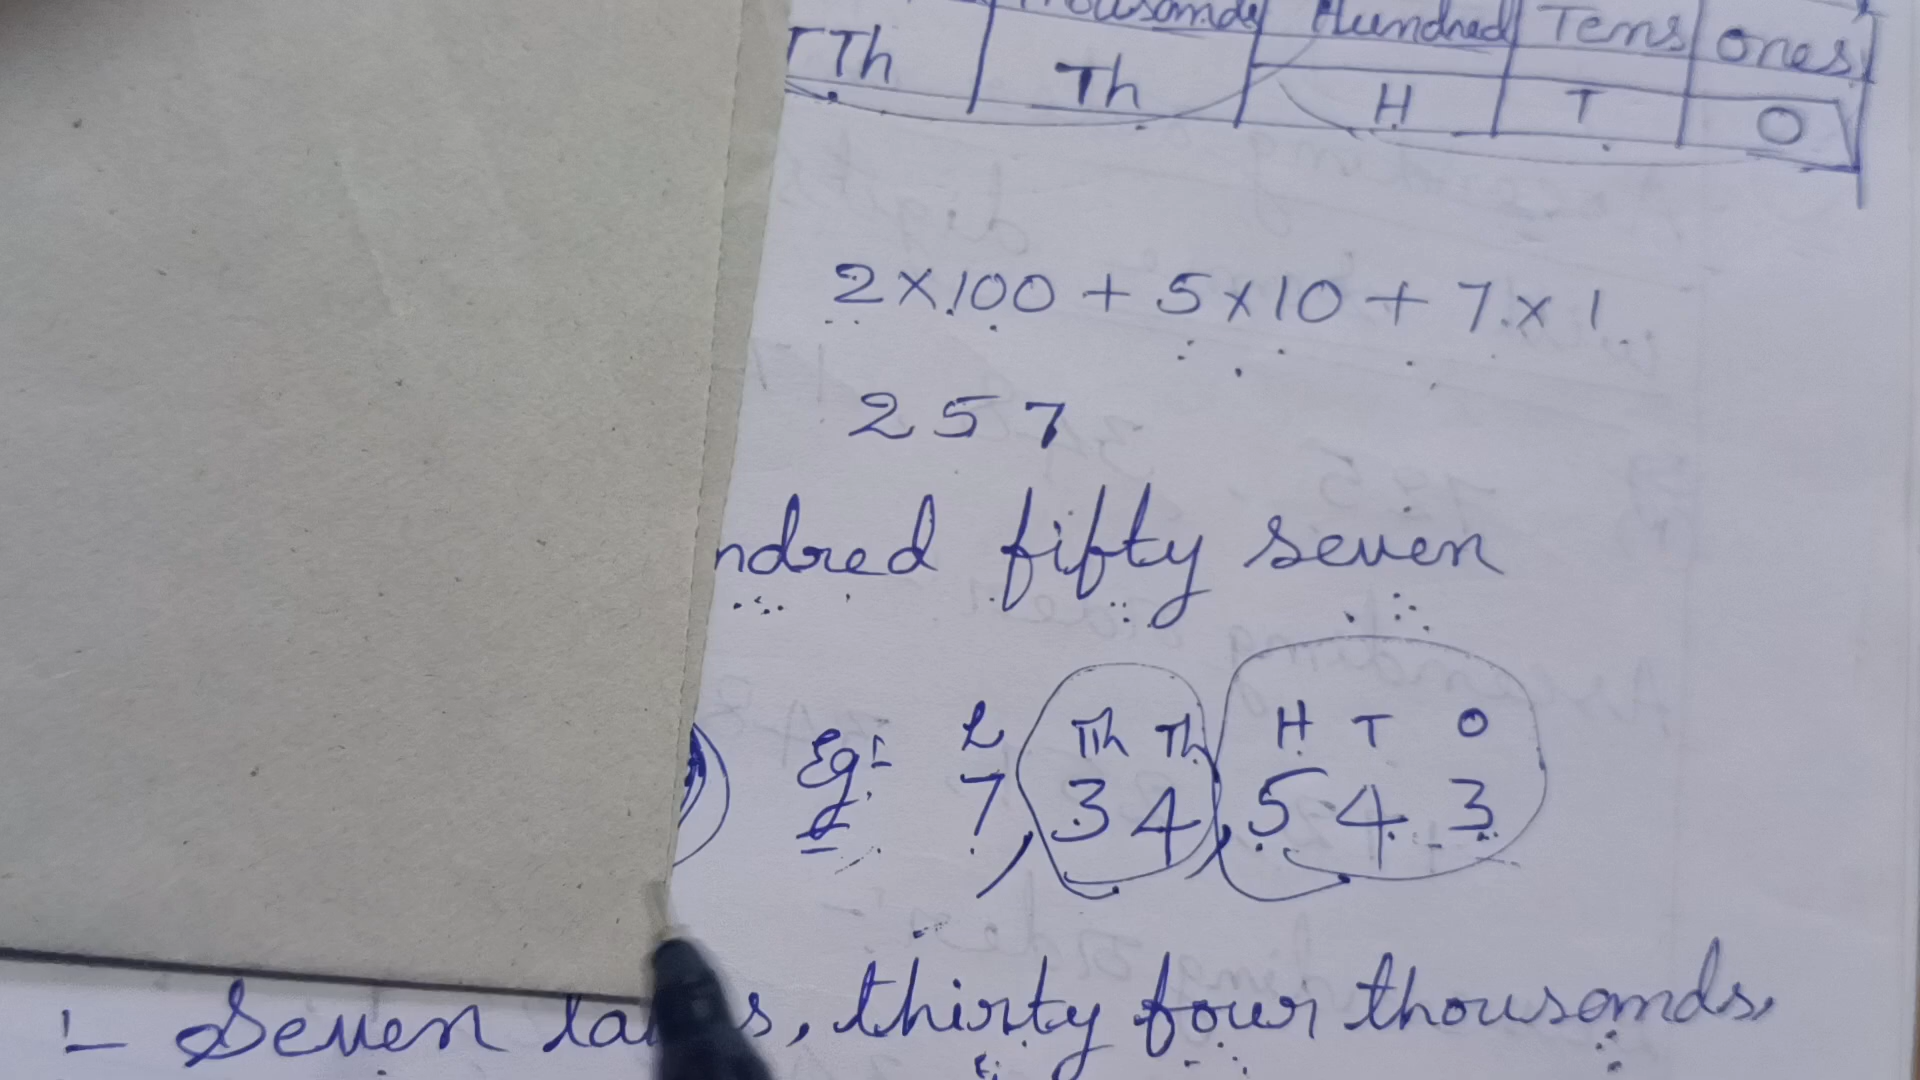 Thousands Hundred Tens Ones
TTh Th H T O
2×100 + 5×10 + 7×1
257
ndred fifty seven
L Th Th H T O
Eg:- 7,34,543
:- Seven la s, thirty four thousands